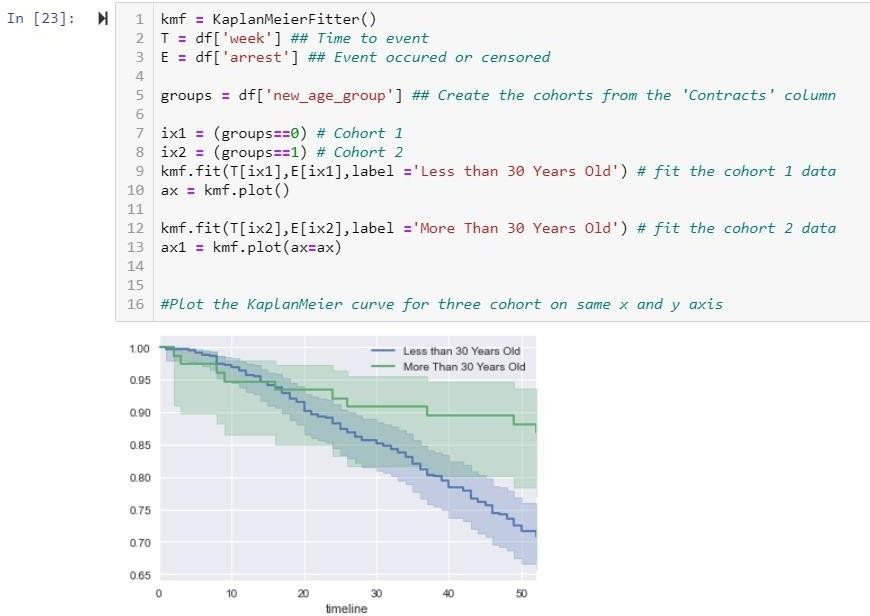 In [23]:
1 kmf = KaplanMeierFitter()
2 T = df['week'] ## Time to event
3 E = df['arrest'] ## Event occured or censored
4
5 groups = df['new_age_group'] ## Create the cohorts from the 'Contracts' column
6
7 ix1 = (groups==0) # Cohort 1
8 ix2 = (groups==1) # Cohort 2
9 kmf.fit(T[ix1],E[ix1],label ='Less than 30 Years Old') # fit the cohort 1 data
10 ax = kmf.plot()
11
12 kmf.fit(T[ix2],E[ix2],label ='More Than 30 Years Old') # fit the cohort 2 data
13 ax1 = kmf.plot(ax=ax)
14
15
16 #Plot the KaplanMeier curve for three cohort on same x and y axis
Less than 30 Years Old
More Than 30 Years Old
1.00
0.95
0.90
0.85
0.80
0.75
0.70
0.65
0 10 20 30 40 50
timeline